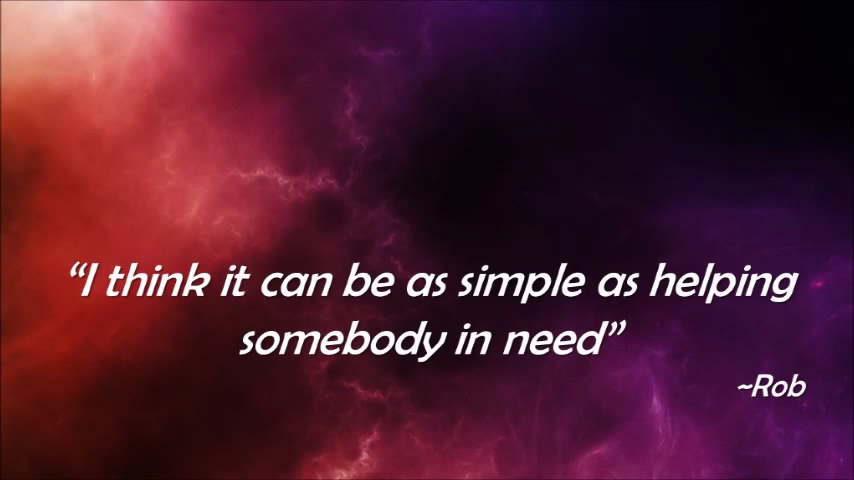 “I think it can be as simple as helping
somebody in need”
~Rob